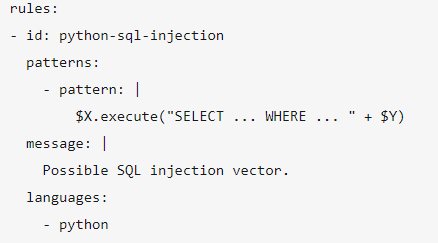 rules:
- id: python-sql-injection
  patterns:
    - pattern: |
        $X.execute("SELECT ... WHERE ... " + $Y)
  message: |
    Possible SQL injection vector.
  languages:
    - python